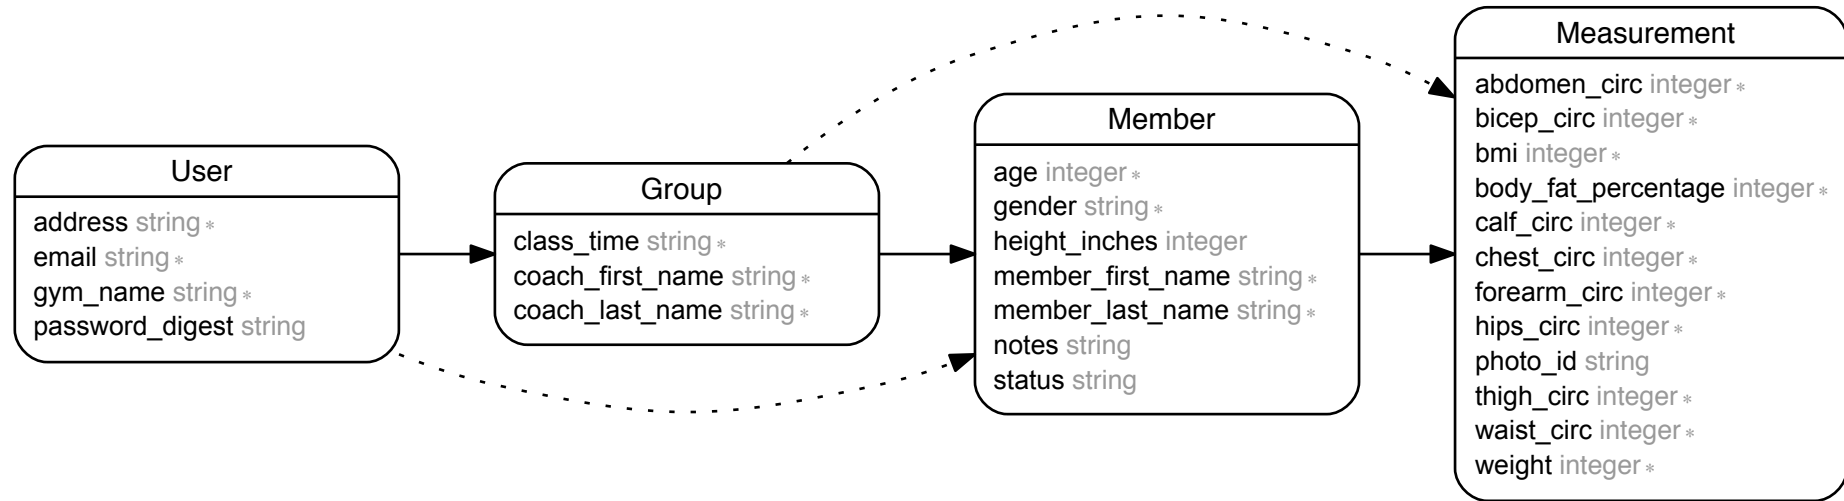 User
address string *
email string *
gym_name string *
password_digest string
Group
class_time string *
coach_first_name string *
coach_last_name string *
Member
age integer *
gender string *
height_inches integer
member_first_name string *
member_last_name string *
notes string
status string
Measurement
abdomen_circ integer *
bicep_circ integer *
bmi integer *
body_fat_percentage integer *
calf_circ integer *
chest_circ integer *
forearm_circ integer *
hips_circ integer *
photo_id string
thigh_circ integer *
waist_circ integer *
weight integer *